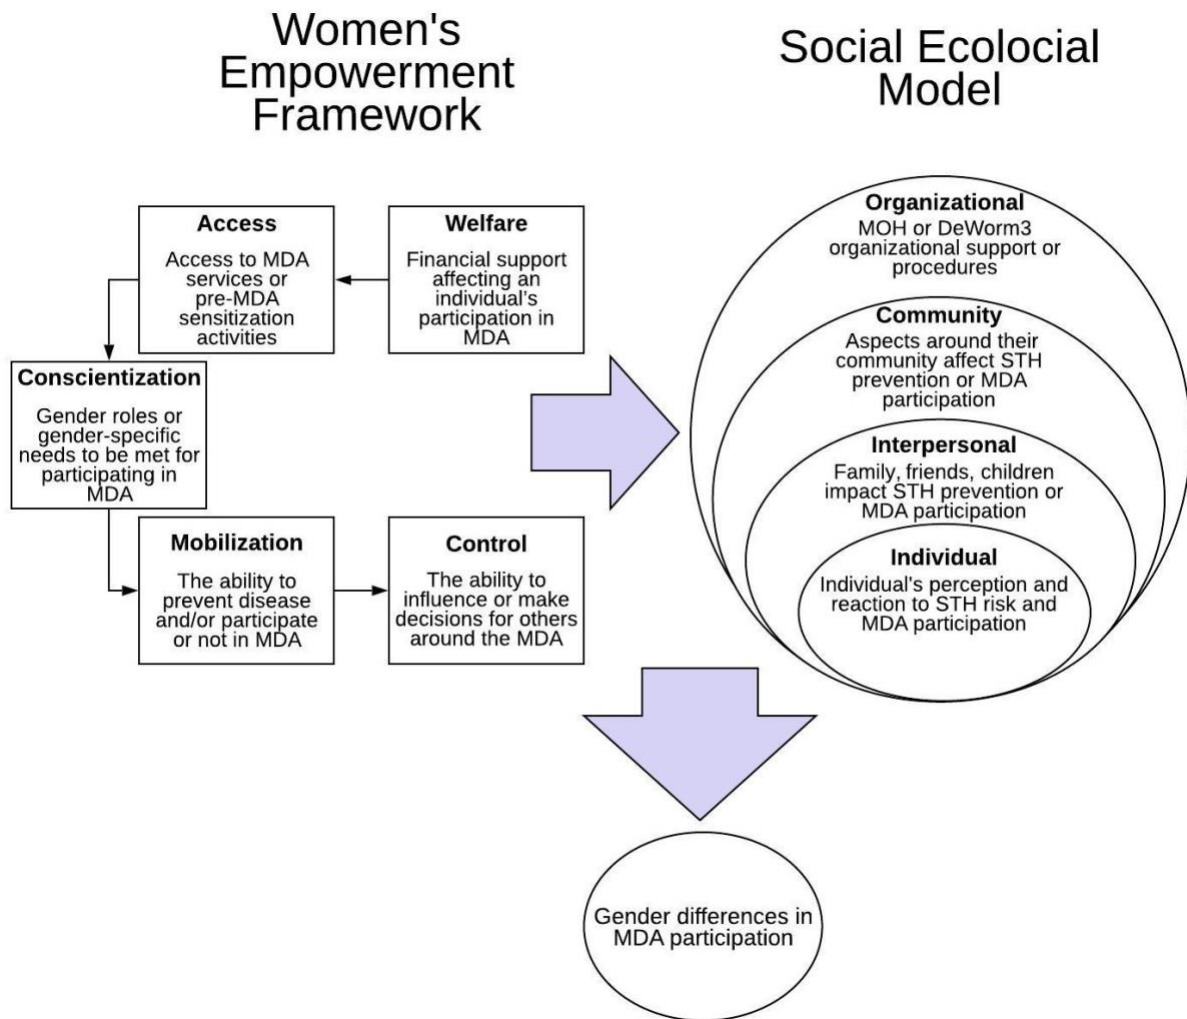 Women's
Empowerment
Framework
Social Ecolocial
Model
Access
Access to MDA
services or
pre-MDA
sensitization
activities
Welfare
Financial support
affecting an
individual's
participation in
MDA
Conscientization
Gender roles or
gender-specific
needs to be met for
participating in
MDA
Mobilization
The ability to
prevent disease
and/or participate
or not in MDA
Control
The ability to
influence or make
decisions for others
around the MDA
Organizational
MOH or DeWorm3
organizational support or
procedures
Community
Aspects around their
community affect STH
prevention or MDA
participation
Interpersonal
Family, friends, children
impact STH prevention or
MDA participation
Individual
Individual's perception and
reaction to STH risk and
MDA participation
Gender differences in
MDA participation